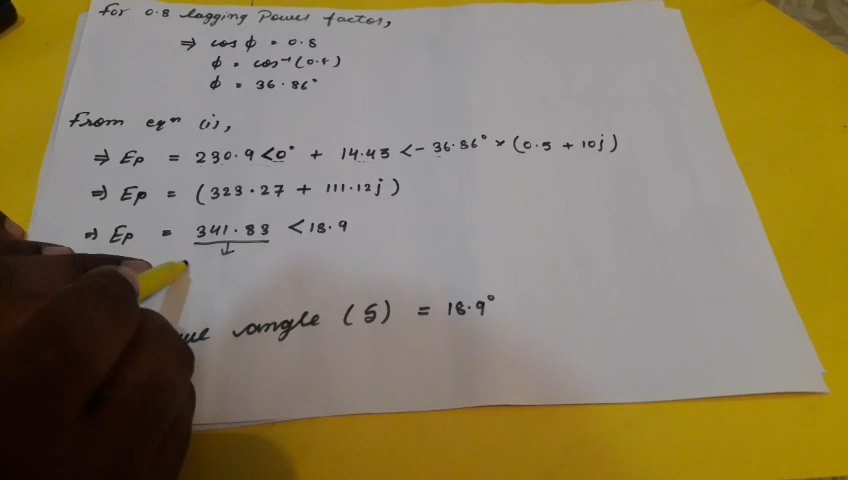 For 0.8 lagging Power factor,
⇒ cos φ = 0.8
φ = cos⁻¹(0.8)
φ = 36.86°
From eqn (i),
⇒ Ep = 230.9 <0° + 14.43 <-36.86° × (0.5 + 10j)
⇒ Ep = (323.27 + 111.12j)
⇒ Ep = 341.83 <18.9
angle (δ) = 18.9°